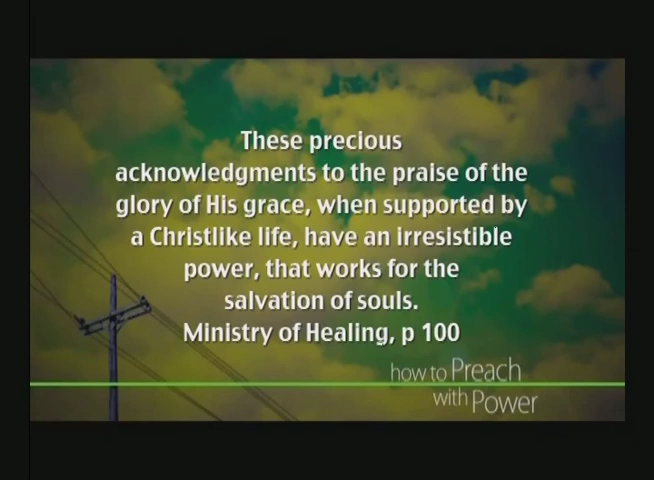 These precious
acknowledgments to the praise of the
glory of His grace, when supported by
a Christlike life, have an irresistible
power, that works for the
salvation of souls.
Ministry of Healing, p 100
how to Preach
with Power